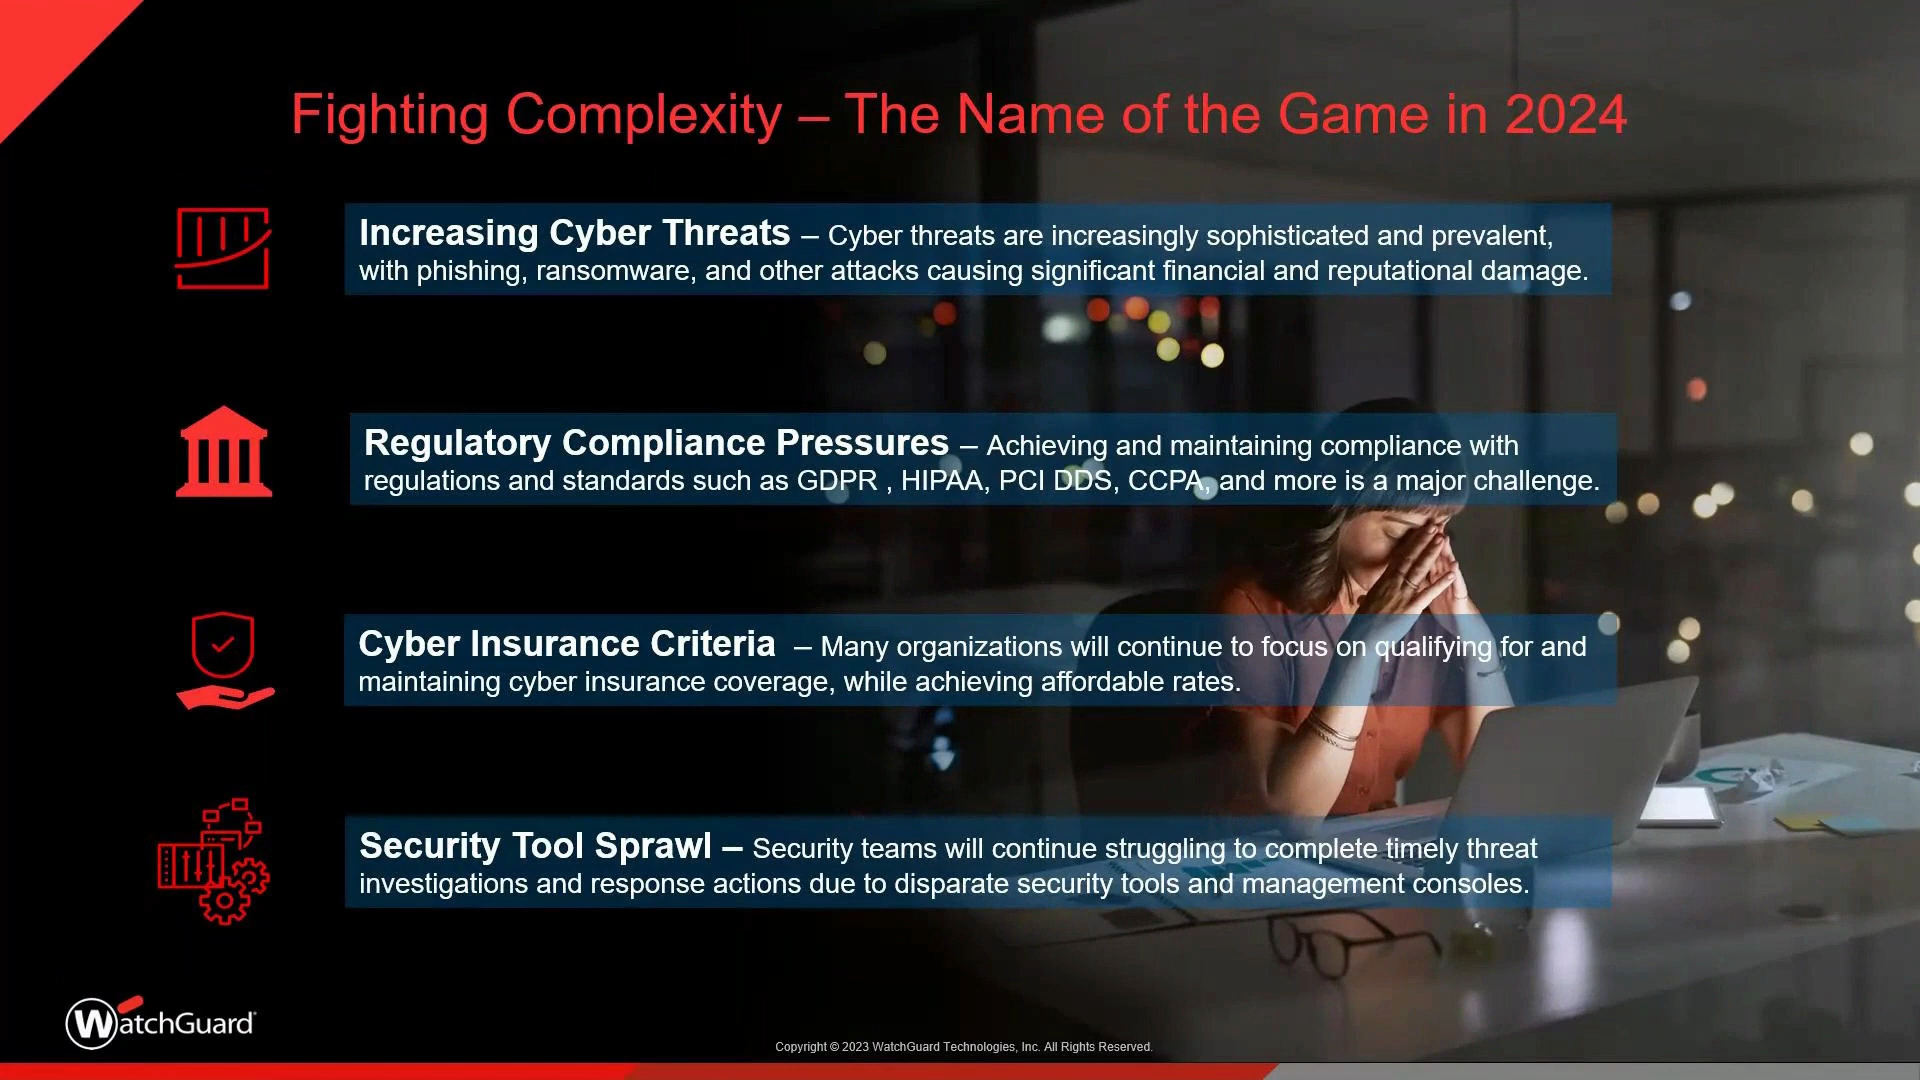 Fighting Complexity – The Name of the Game in 2024
Increasing Cyber Threats – Cyber threats are increasingly sophisticated and prevalent,
with phishing, ransomware, and other attacks causing significant financial and reputational damage.
Regulatory Compliance Pressures – Achieving and maintaining compliance with
regulations and standards such as GDPR , HIPAA, PCI DDS, CCPA, and more is a major challenge.
Cyber Insurance Criteria – Many organizations will continue to focus on qualifying for and
maintaining cyber insurance coverage, while achieving affordable rates.
Security Tool Sprawl – Security teams will continue struggling to complete timely threat
investigations and response actions due to disparate security tools and management consoles.
WatchGuard
Copyright © 2023 WatchGuard Technologies, Inc. All Rights Reserved.